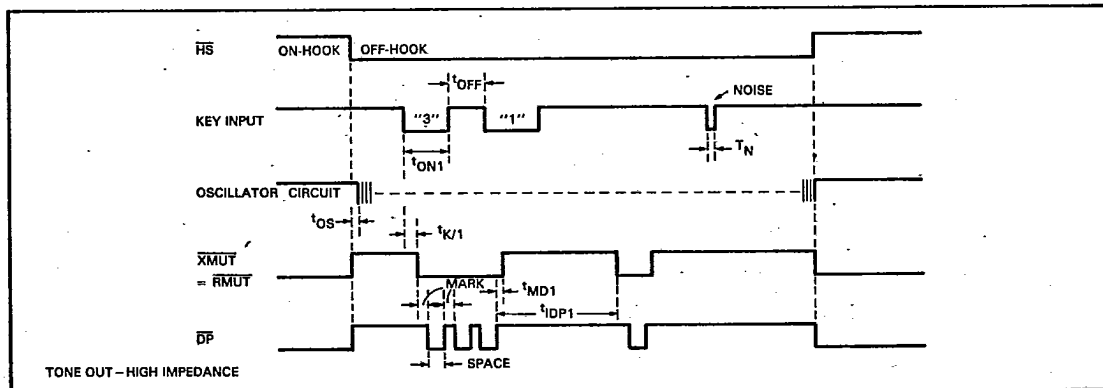 HS ON-HOOK OFF-HOOK
tOFF
NOISE
KEY INPUT "3" "1"
tON1
TN
OSCILLATOR CIRCUIT
tOS
tK/1
XMUT
= RMUT
MARK
tMD1
tIDP1
DP
SPACE
TONE OUT – HIGH IMPEDANCE